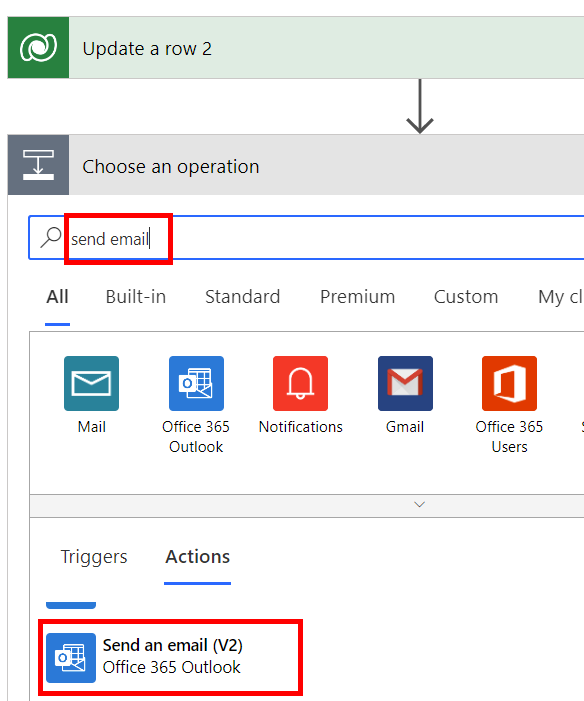 Update a row 2
Choose an operation
send email
All Built-in Standard Premium Custom My cl
Mail Office 365 Outlook Notifications Gmail Office 365 Users
Triggers Actions
Send an email (V2)
Office 365 Outlook